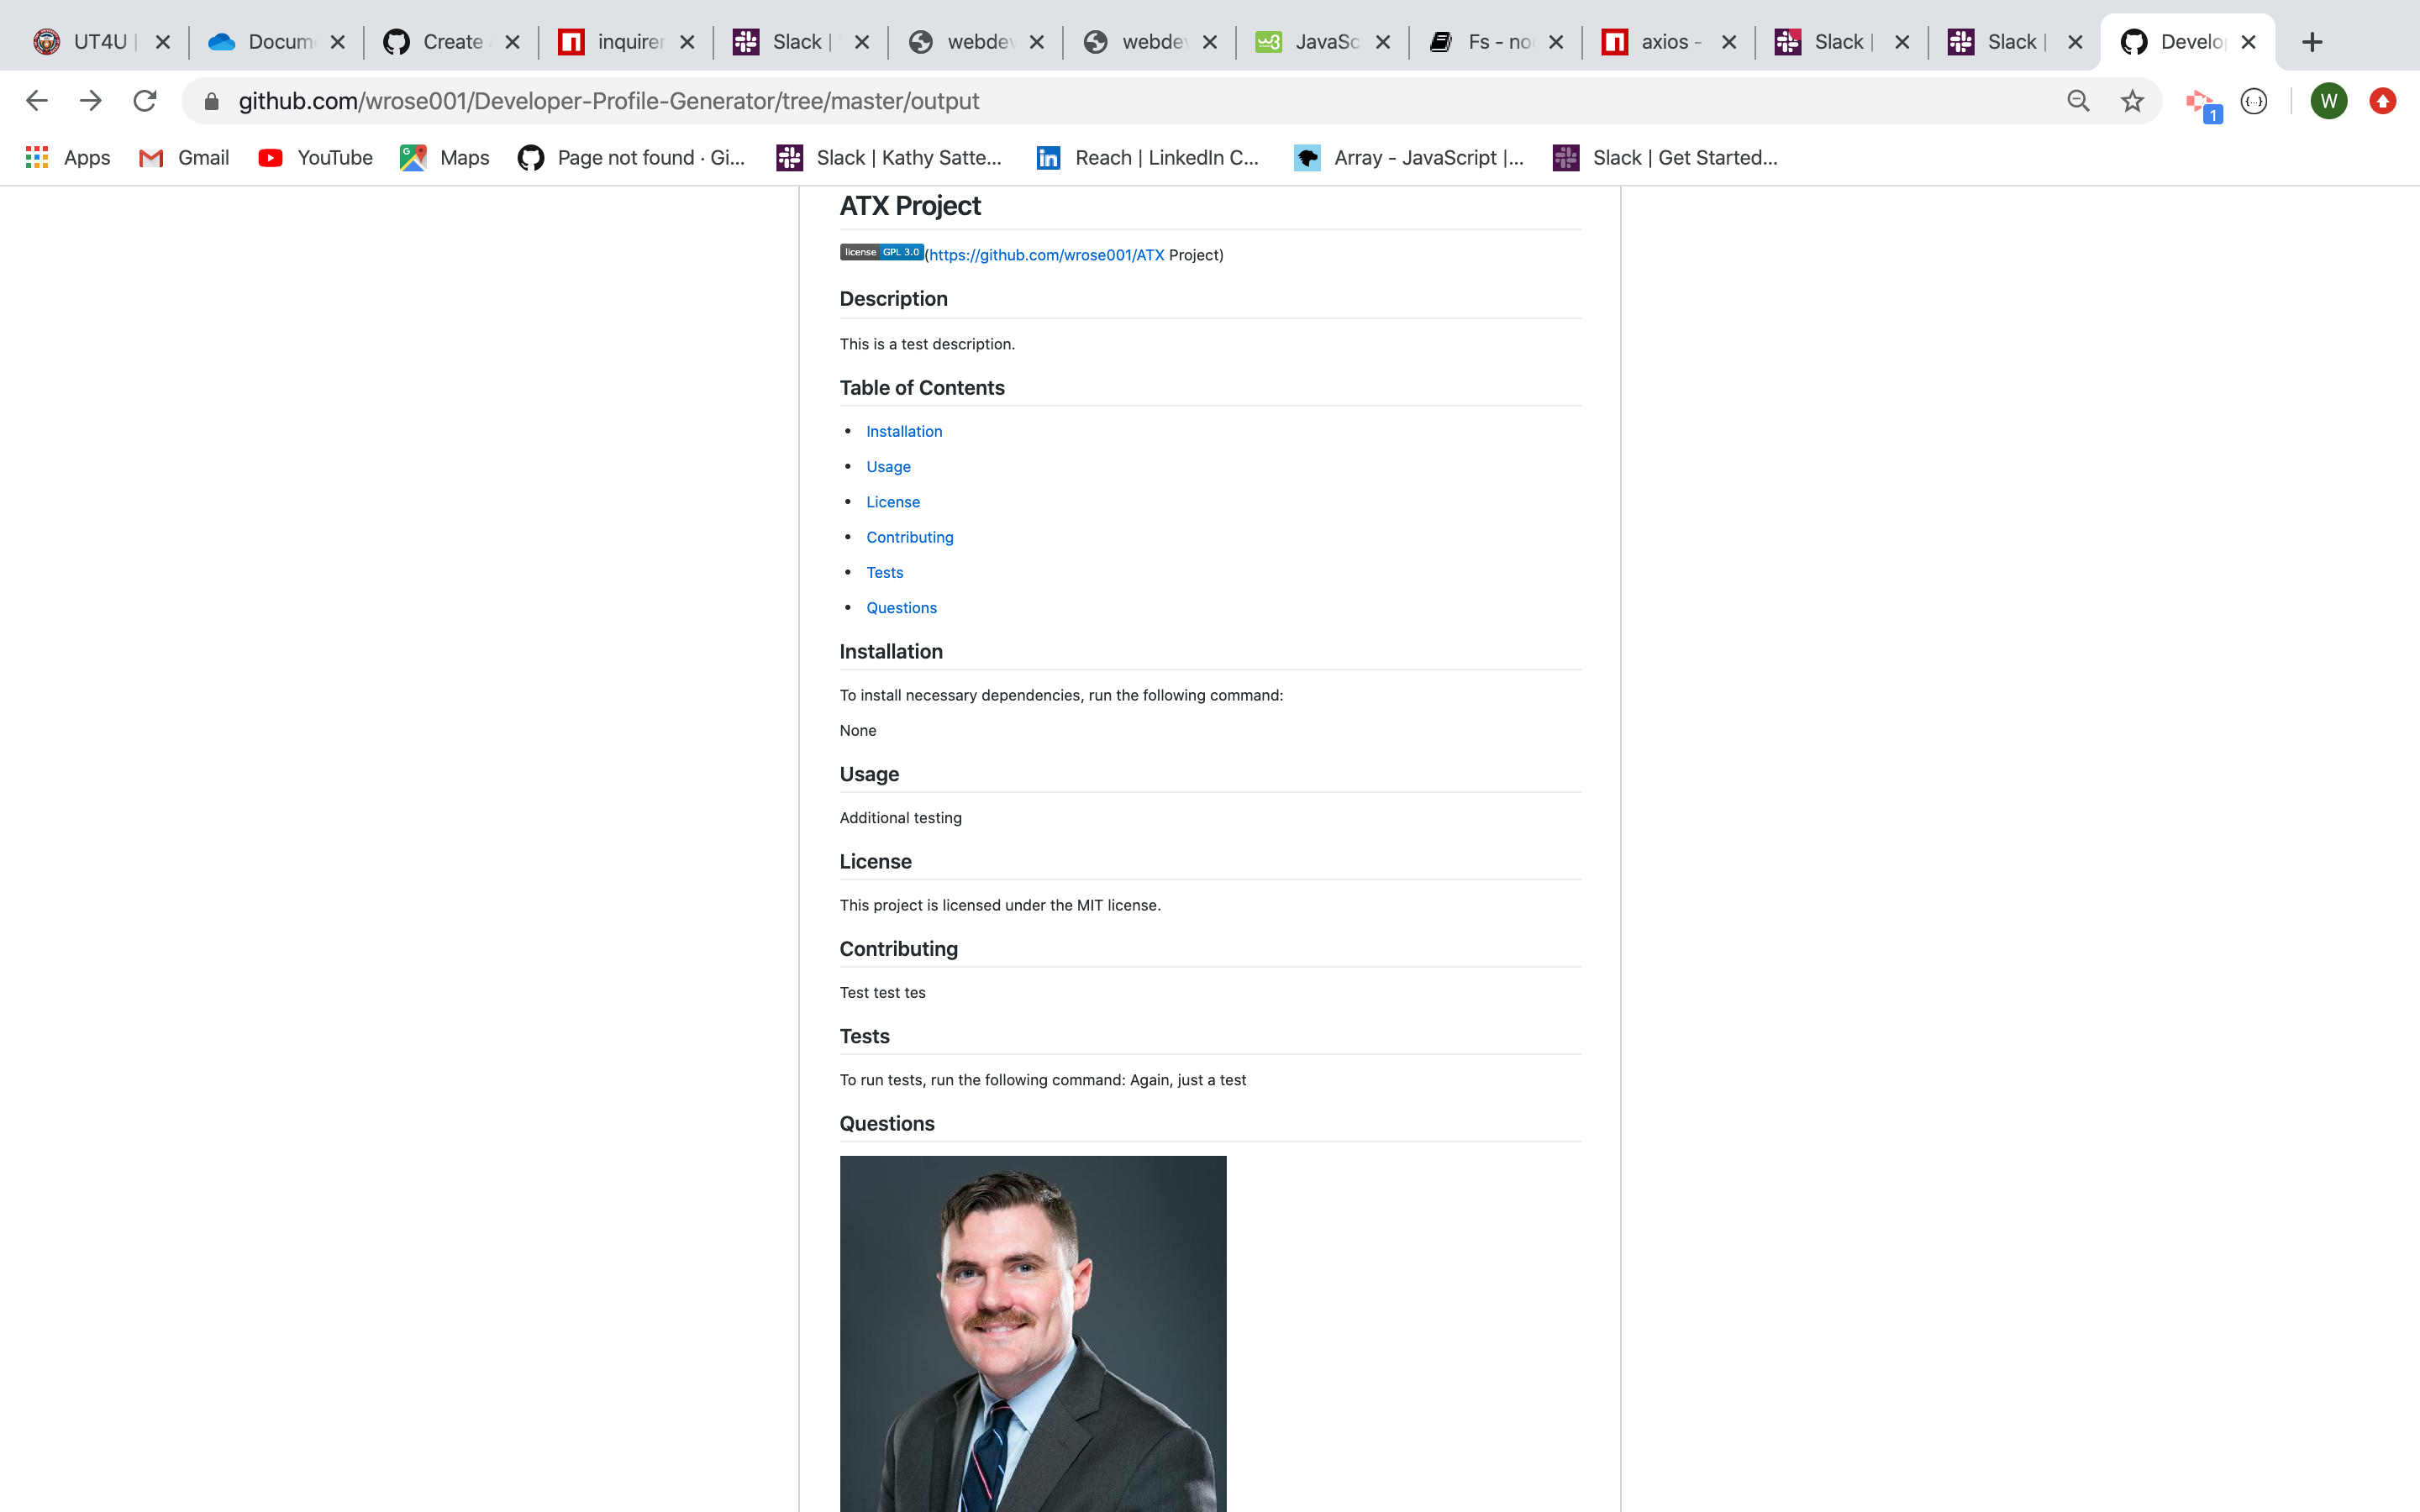 UT4U |
Docum
Create
inquirer
Slack |
webdev
webdev
JavaSc
Fs - no
axios -
Slack |
Slack |
Develo
github.com/wrose001/Developer-Profile-Generator/tree/master/output
1
W
Apps
Gmail
YouTube
Maps
Page not found · Gi...
Slack | Kathy Satte...
Reach | LinkedIn C...
Array - JavaScript |...
Slack | Get Started...
ATX Project
license GPL 3.0 (https://github.com/wrose001/ATX Project)
Description
This is a test description.
Table of Contents
• Installation
• Usage
• License
• Contributing
• Tests
• Questions
Installation
To install necessary dependencies, run the following command:
None
Usage
Additional testing
License
This project is licensed under the MIT license.
Contributing
Test test tes
Tests
To run tests, run the following command: Again, just a test
Questions